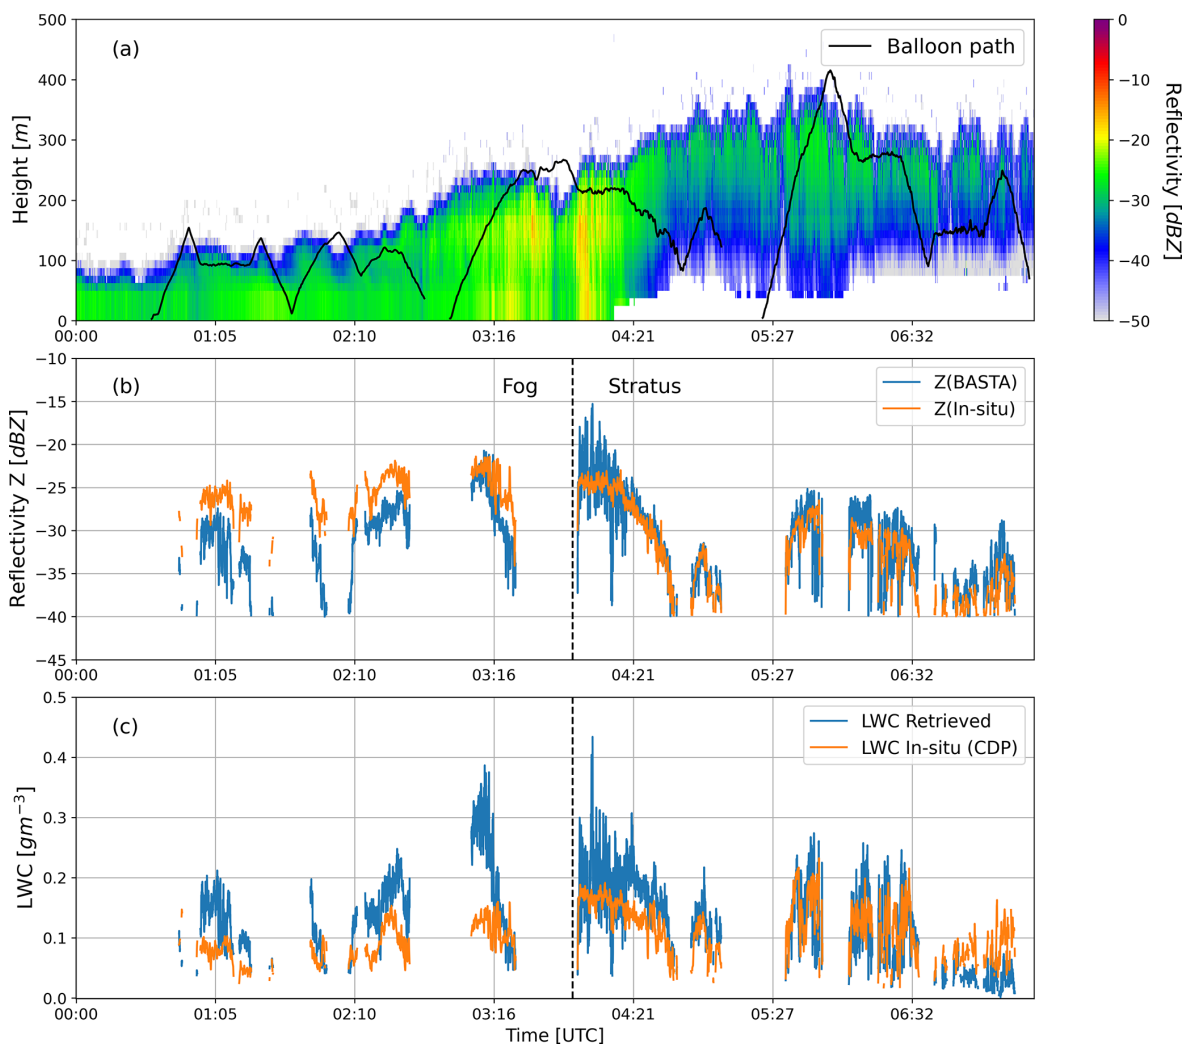 500
400
300
200
100
0
Height [m]
(a)
Balloon path
00:00 01:05 02:10 03:16 04:21 05:27 06:32
0
−10
−20
−30
−40
−50
Reflectivity [dBZ]
−10
−15
−20
−25
−30
−35
−40
−45
Reflectivity Z [dBZ]
(b)
Fog
Stratus
Z(BASTA)
Z(In-situ)
00:00 01:05 02:10 03:16 04:21 05:27 06:32
0.5
0.4
0.3
0.2
0.1
0.0
LWC [gm⁻³]
(c)
LWC Retrieved
LWC In-situ (CDP)
00:00 01:05 02:10 03:16 04:21 05:27 06:32
Time [UTC]